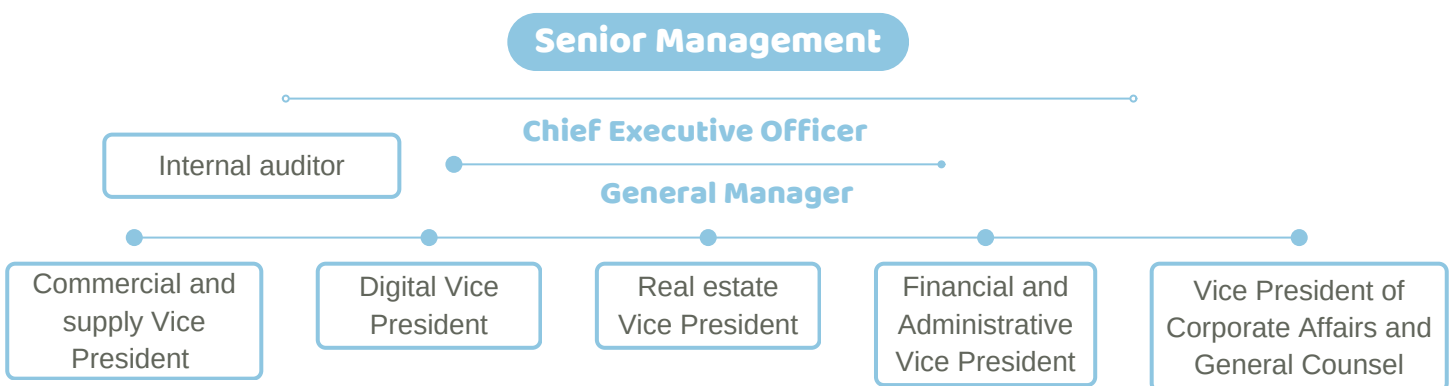 Senior Management
Chief Executive Officer
Internal auditor
General Manager
Commercial and
supply Vice
President
Digital Vice
President
Real estate
Vice President
Financial and
Administrative
Vice President
Vice President of
Corporate Affairs and
General Counsel